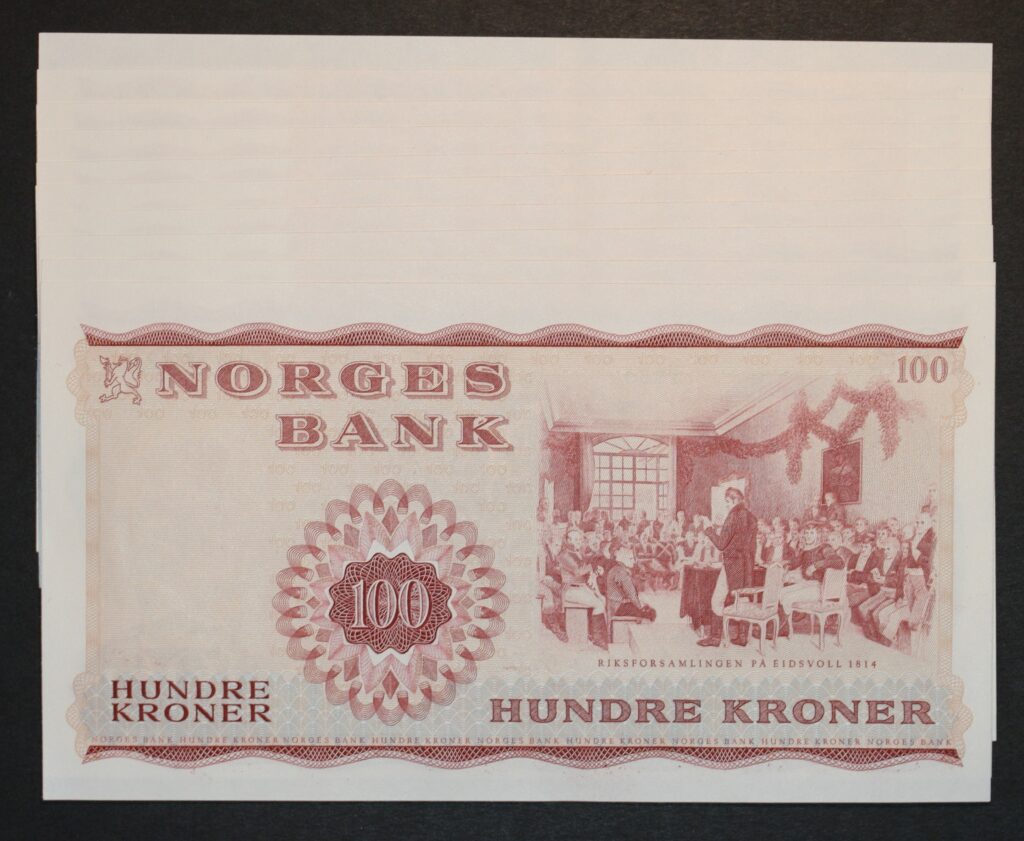 NORGES
BANK
100
100
RIKSFORSAMLINGEN PÅ EIDSVOLL 1814
HUNDRE
KRONER
HUNDRE KRONER
NORGES BANK HUNDRE KRONER NORGES BANK HUNDRE KRONER NORGES BANK HUNDRE KRONER NORGES BANK HUNDRE KRONER NORGES BANK